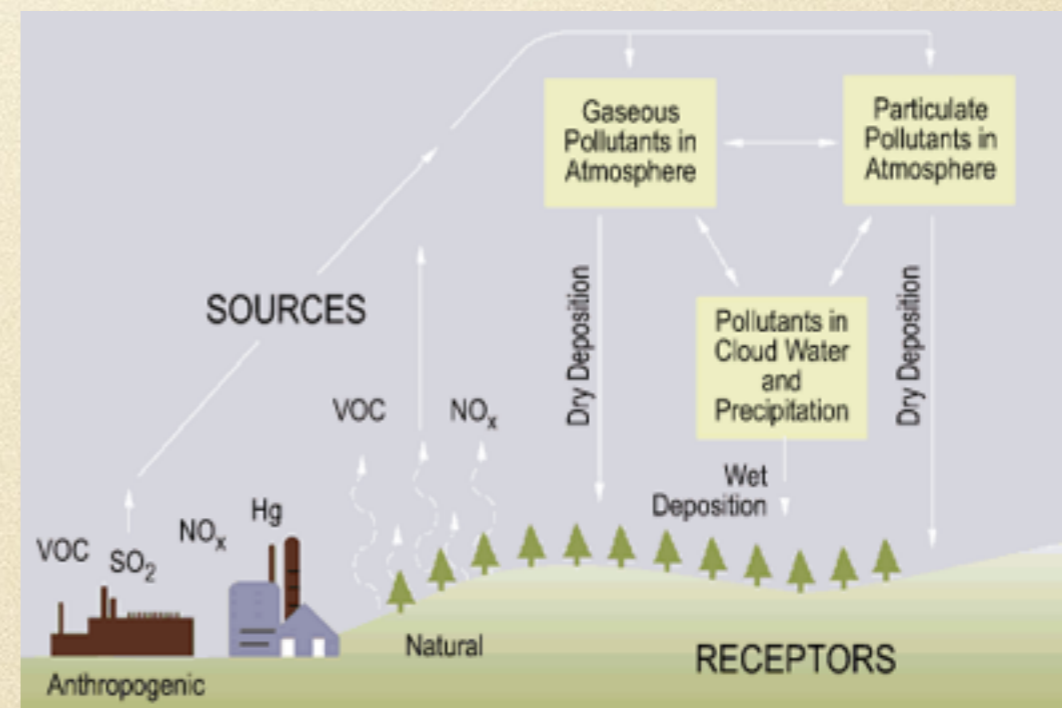 Gaseous
Pollutants in
Atmosphere
Particulate
Pollutants in
Atmosphere
SOURCES
Dry Deposition
Pollutants in
Cloud Water
and
Precipitation
Dry Deposition
VOC
NOx
Wet
Deposition
Hg
NOx
VOC
SO2
Natural
RECEPTORS
Anthropogenic